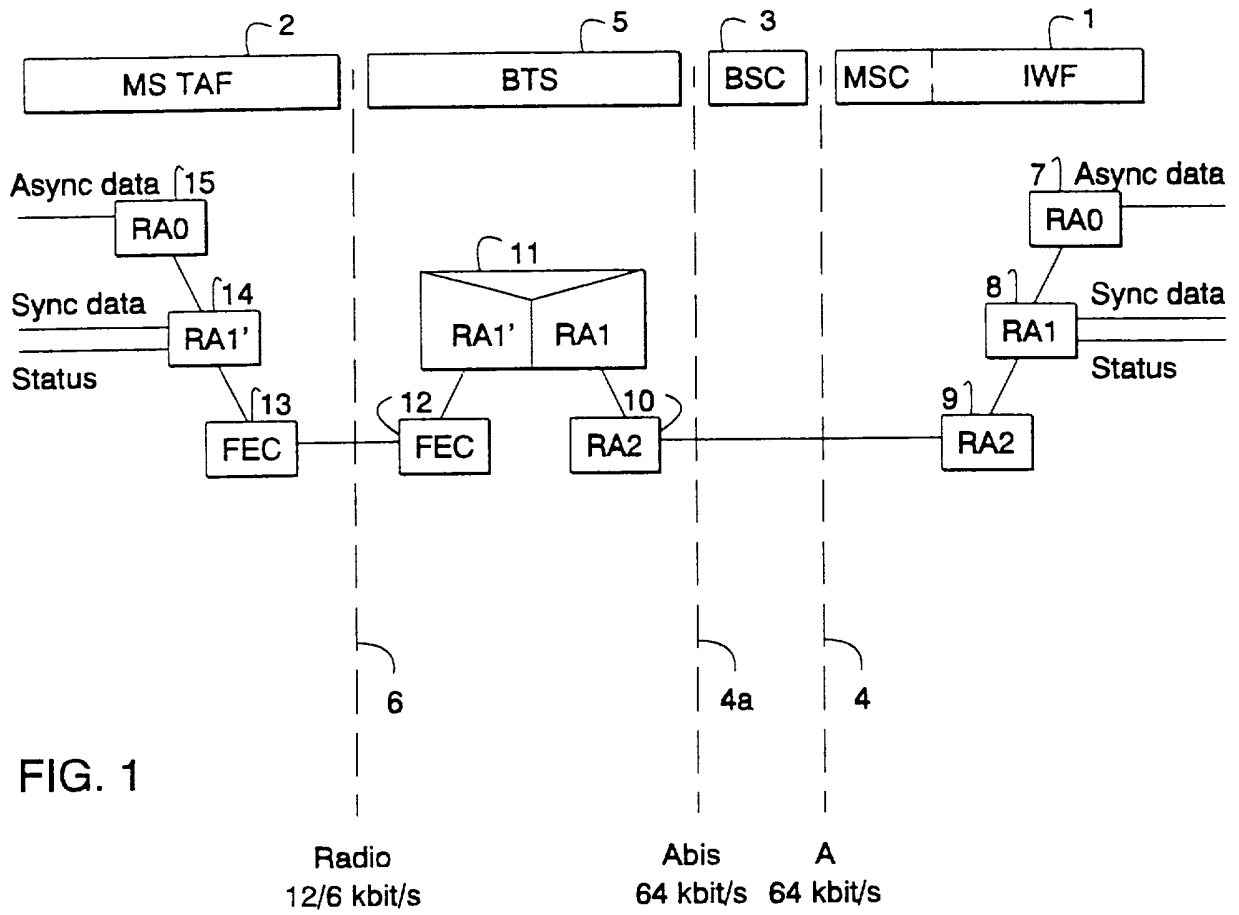 2
5
3
1
MS TAF
BTS
BSC
MSC
IWF
Async data
15
RA0
7
Async data
RA0
11
Sync data
14
RA1'
Status
RA1'
RA1
8
Sync data
RA1
Status
13
FEC
12
FEC
10
RA2
9
RA2
6
4a
4
FIG. 1
Radio
12/6 kbit/s
Abis
64 kbit/s
A
64 kbit/s